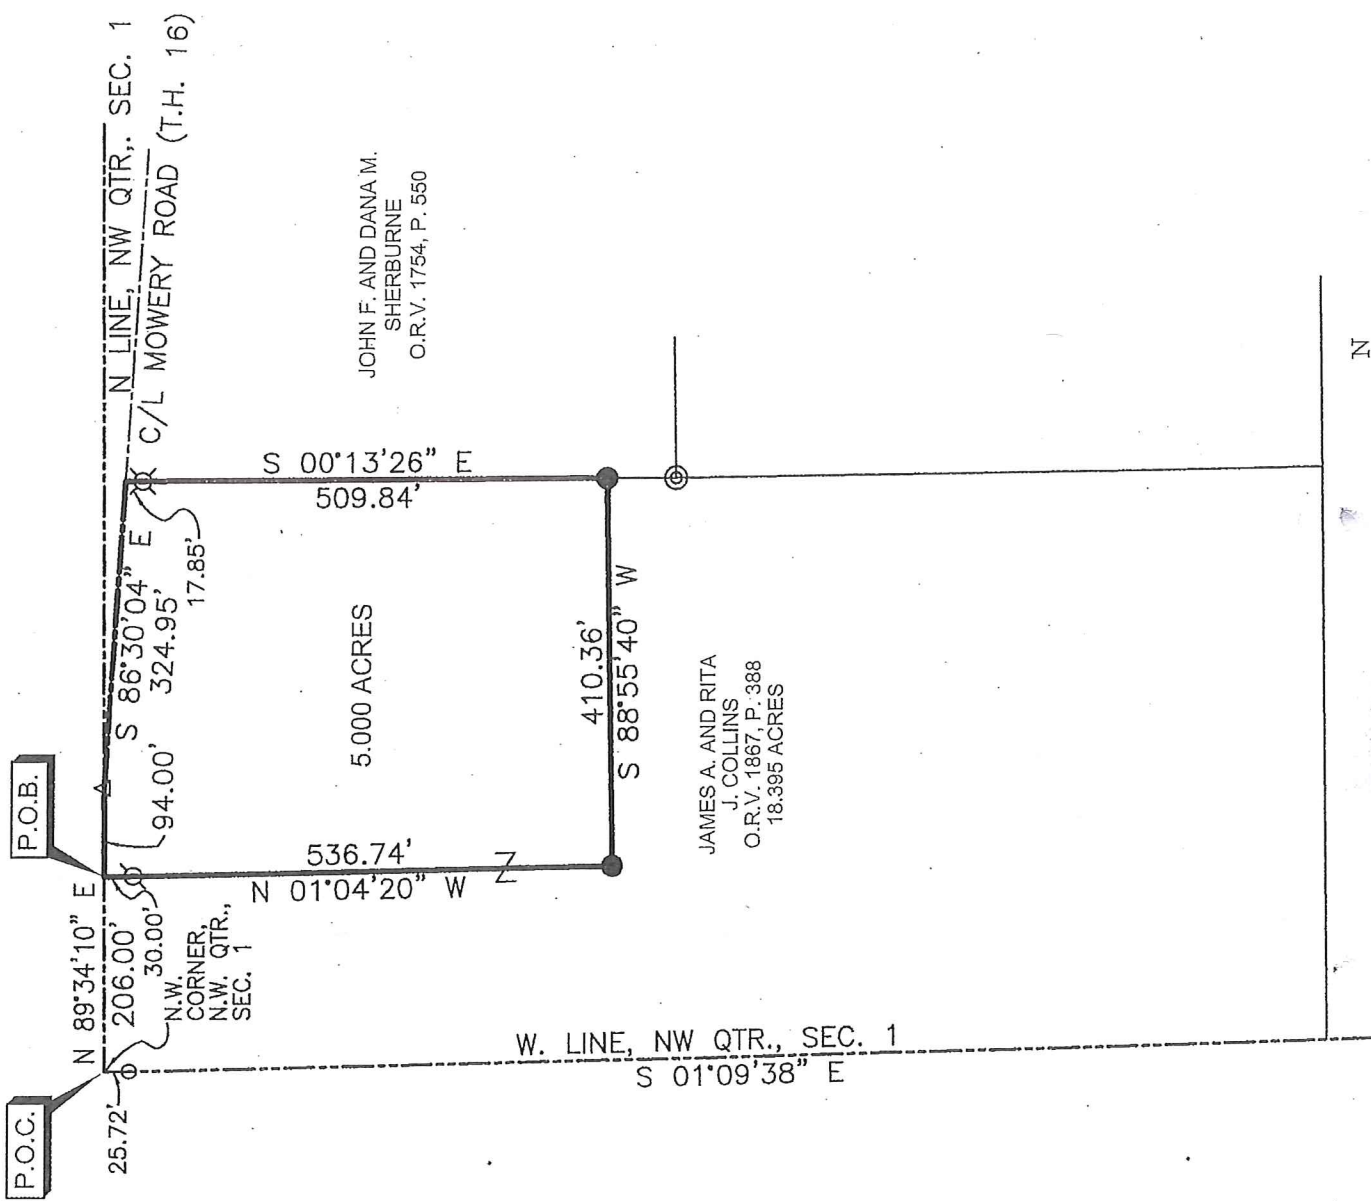 P.O.C.
P.O.B.
25.72'
N 89°34'10" E
206.00'
30.00'
N.W.
CORNER,
N.W. QTR.,
SEC. 1
94.00'
S 86°30'04" E
324.95'
17.85'
N LINE, NW QTR,. SEC. 1
C/L MOWERY ROAD (T.H. 16)
JOHN F. AND DANA M.
SHERBURNE
O.R.V. 1754, P. 550
S 00°13'26" E
509.84'
5.000 ACRES
536.74'
N 01°04'20" W
Z
410.36'
S 88°55'40" W
JAMES A. AND RITA
J. COLLINS
O.R.V. 1867, P. 388
18.395 ACRES
W. LINE, NW QTR., SEC. 1
S 01°09'38" E
N